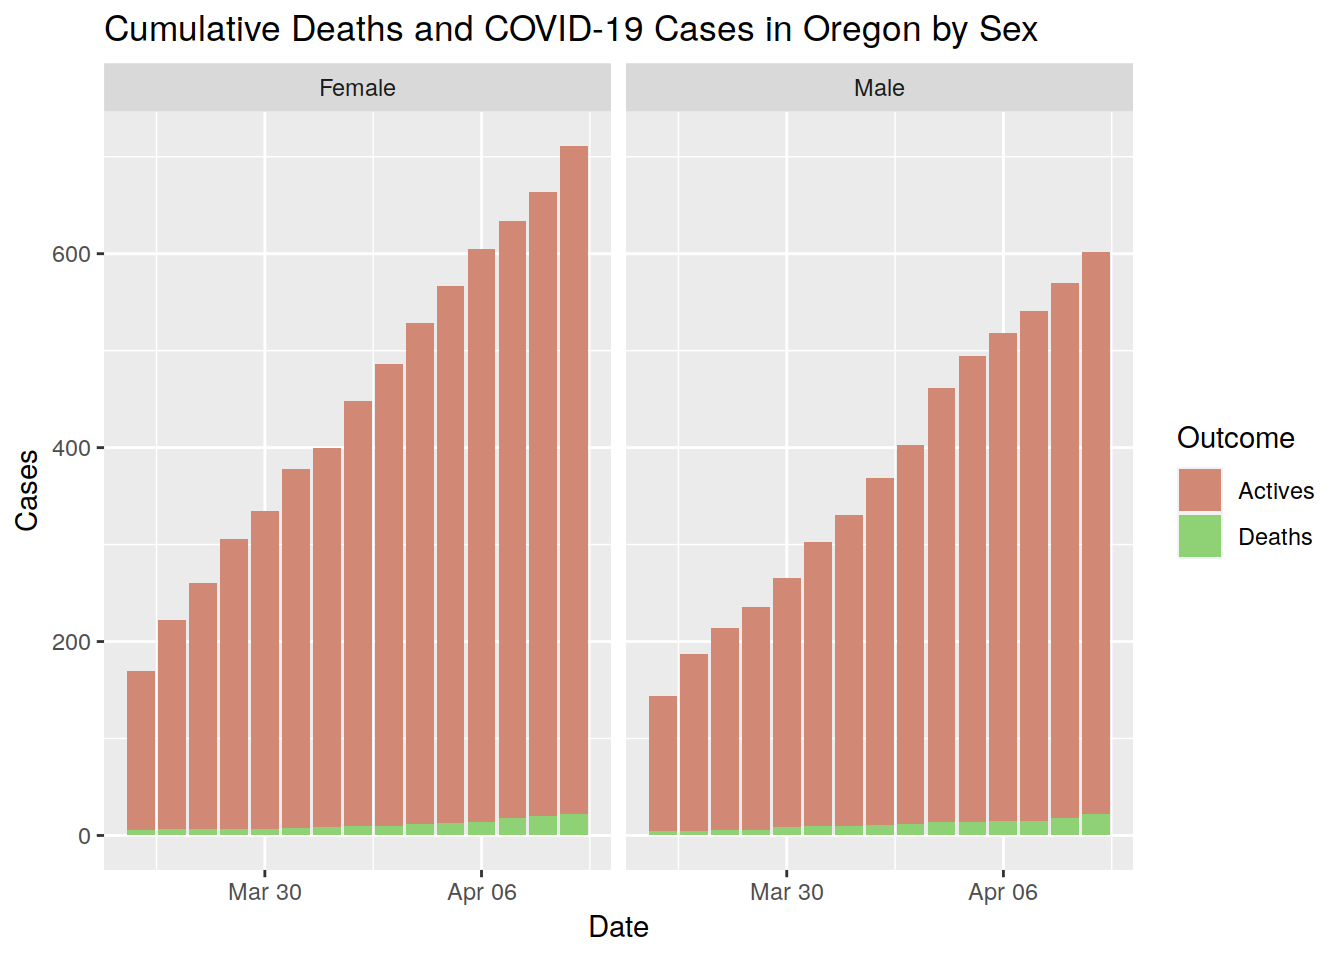 Cumulative Deaths and COVID-19 Cases in Oregon by Sex
Female
Male
600
400
200
0
Cases
Mar 30
Apr 06
Mar 30
Apr 06
Date
Outcome
Actives
Deaths